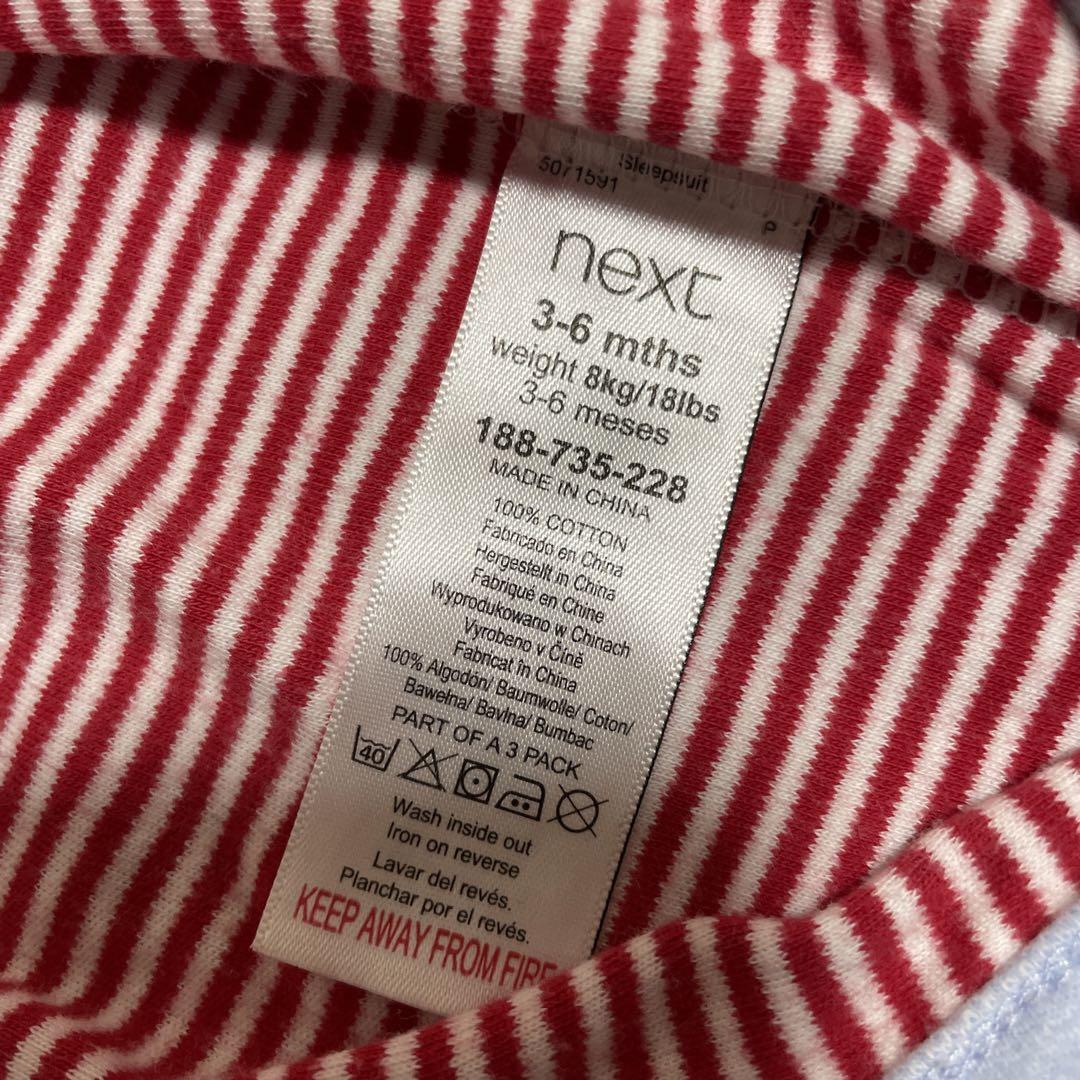 Sleepsuit
5071591
P
next
3-6 mths
weight 8kg/18lbs
3-6 meses
188-735-228
MADE IN CHINA
100% COTTON
Fabricado en China
Hergestellt in China
Fabriqué en Chine
Wyprodukowano w Chinach
Vyrobeno v Číně
Fabricat în China
100% Algodón/ Baumwolle/ Coton/
Bawełna/ Bavlna/ Bumbac
PART OF A 3 PACK
40
Wash inside out
Iron on reverse
Lavar del revés.
Planchar por el revés.
KEEP AWAY FROM FIRE